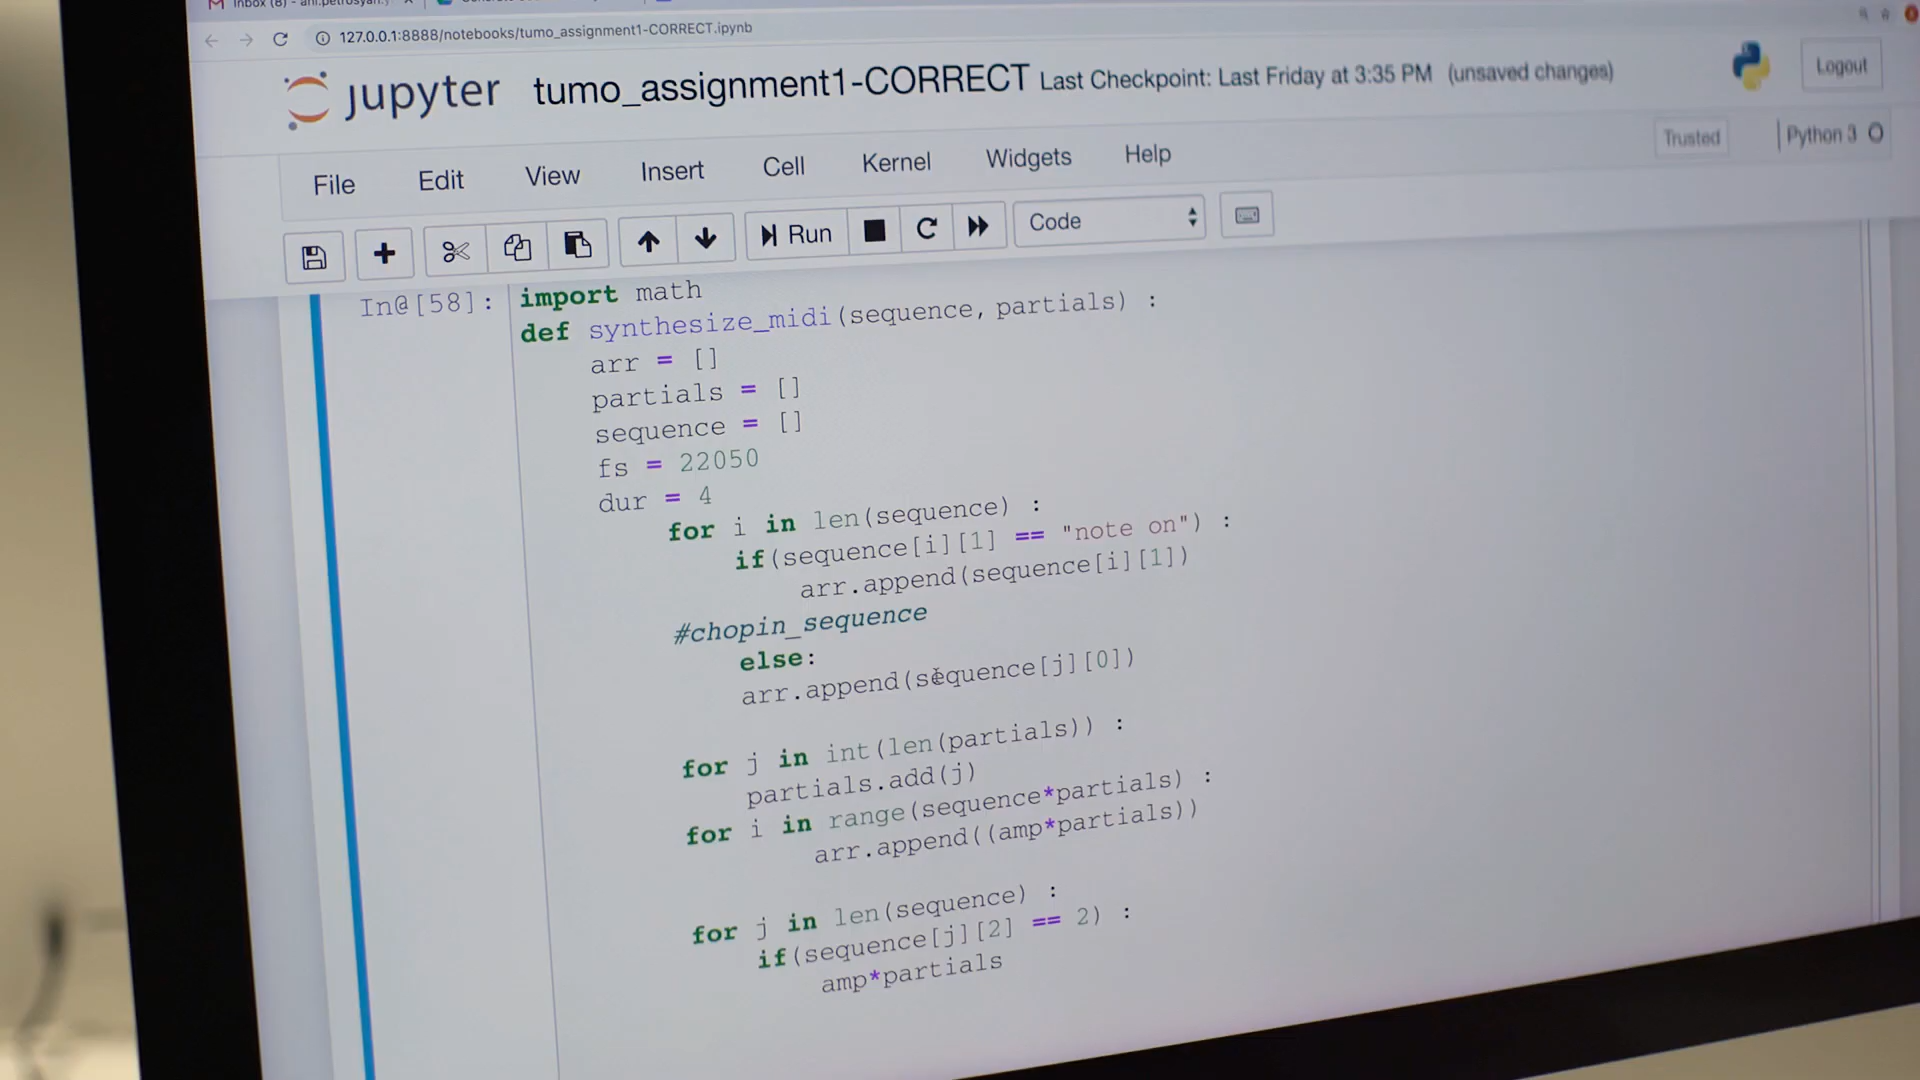 Inbox (8)
127.0.0.1:8888/notebooks/tumo_assignment1-CORRECT.ipynb
jupyter tumo_assignment1-CORRECT Last Checkpoint: Last Friday at 3:35 PM (unsaved changes)
Logout
File Edit View Insert Cell Kernel Widgets Help
Trusted
Python 3
Run
Code
In@[58]:
import math
def synthesize_midi(sequence, partials) :
arr = []
partials = []
sequence = []
fs = 22050
dur = 4
for i in len(sequence) :
if(sequence[i][1] == "note on") :
arr.append(sequence[i][1])
#chopin_sequence
else:
arr.append(sequence[j][0])
for j in int(len(partials)) :
partials.add(j)
for i in range(sequence*partials) :
arr.append((amp*partials))
for j in len(sequence) :
if(sequence[j][2] == 2) :
amp*partials